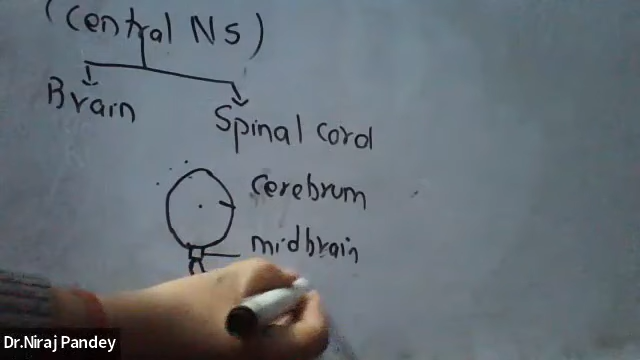 (Central NS)
Brain
Spinal cord
cerebrum
midbrain
Dr.Niraj Pandey